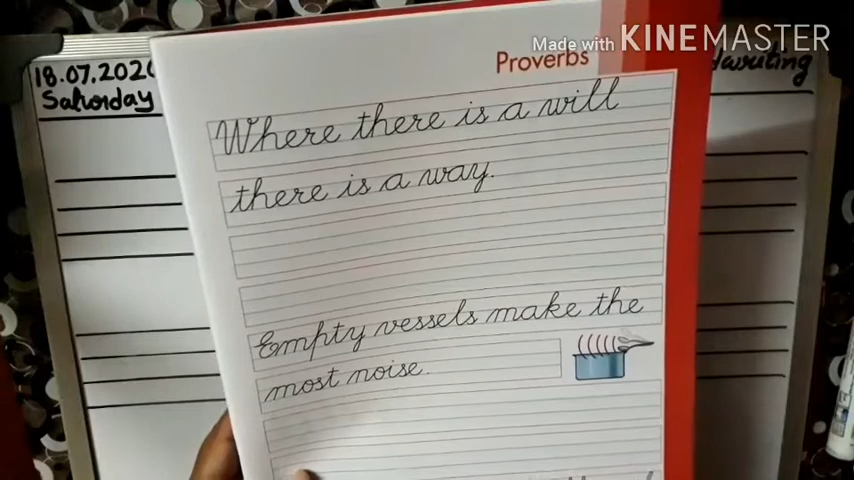 Made with KINEMASTER
18.07.2020
Saturday
Proverbs
Where there is a will
there is a way.
Empty vessels make the
most noise.